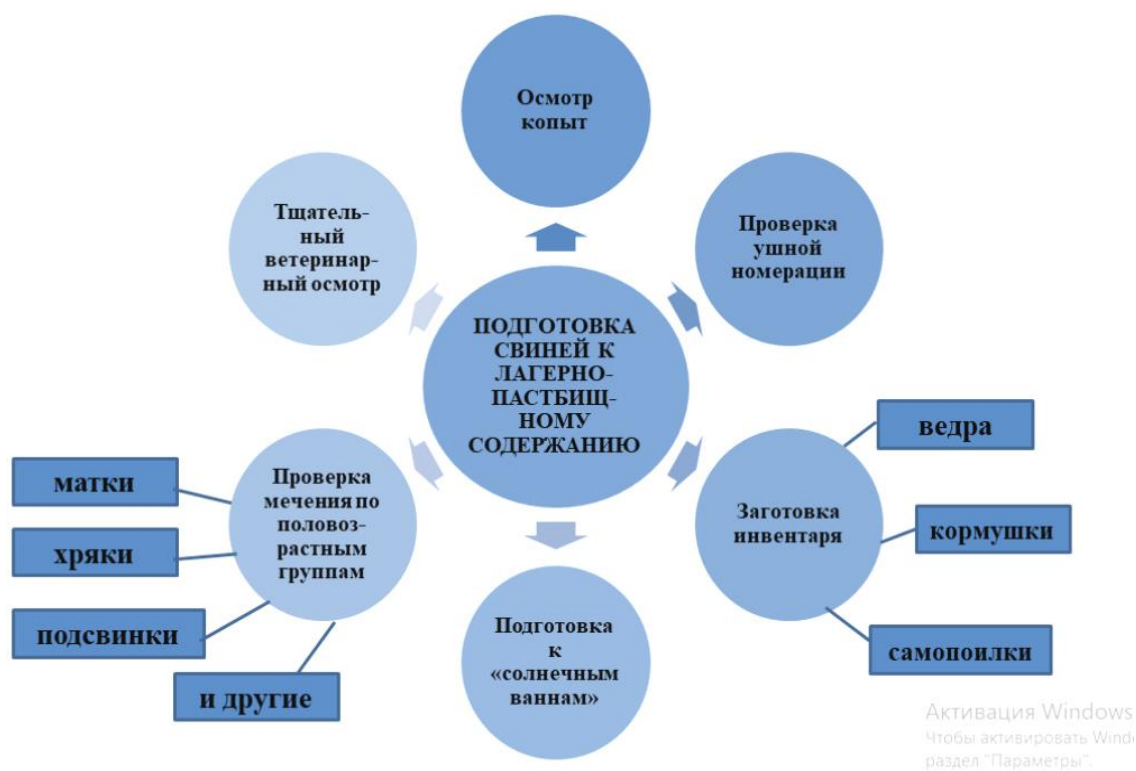 Осмотр
копыт
Проверка
ушной
номерации
Заготовка
инвентаря
ведра
кормушки
самопоилки
Подготовка
к
«солнечным
ваннам»
Проверка
мечения по
половоз-
растным
группам
матки
хряки
подсвинки
и другие
Тщатель-
ный
ветеринар-
ный осмотр
ПОДГОТОВКА
СВИНЕЙ К
ЛАГЕРНО-
ПАСТБИЩ-
НОМУ
СОДЕРЖАНИЮ
Активация Windows
Чтобы активировать Wind
раздел "Параметры".